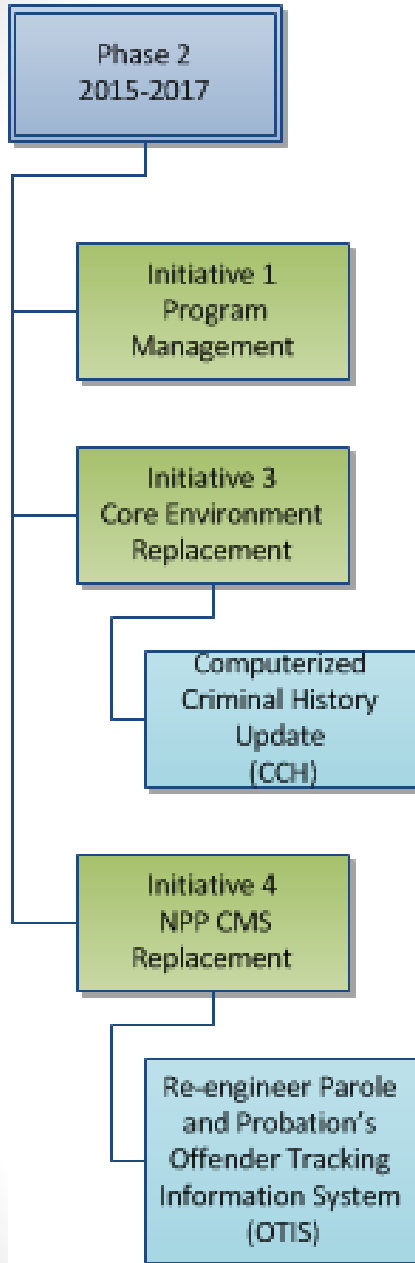 Phase 2
2015-2017
Initiative 1
Program
Management
Initiative 3
Core Environment
Replacement
Computerized
Criminal History
Update
(CCH)
Initiative 4
NPP CMS
Replacement
Re-engineer Parole
and Probation's
Offender Tracking
Information System
(OTIS)